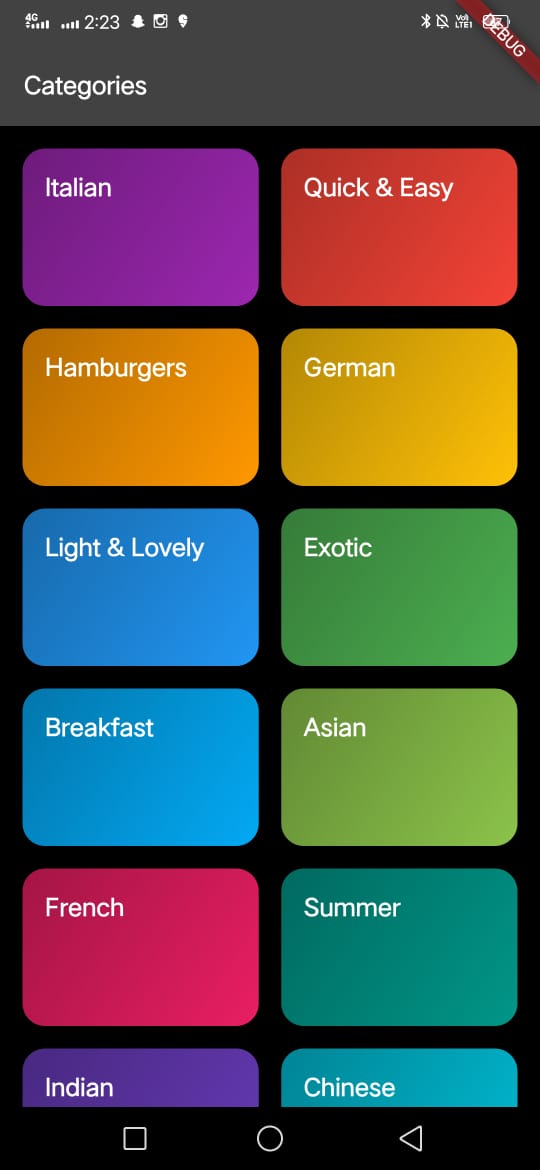 4G 2:23 VoI LTE1
DEBUG
Categories
Italian
Quick & Easy
Hamburgers
German
Light & Lovely
Exotic
Breakfast
Asian
French
Summer
Indian
Chinese